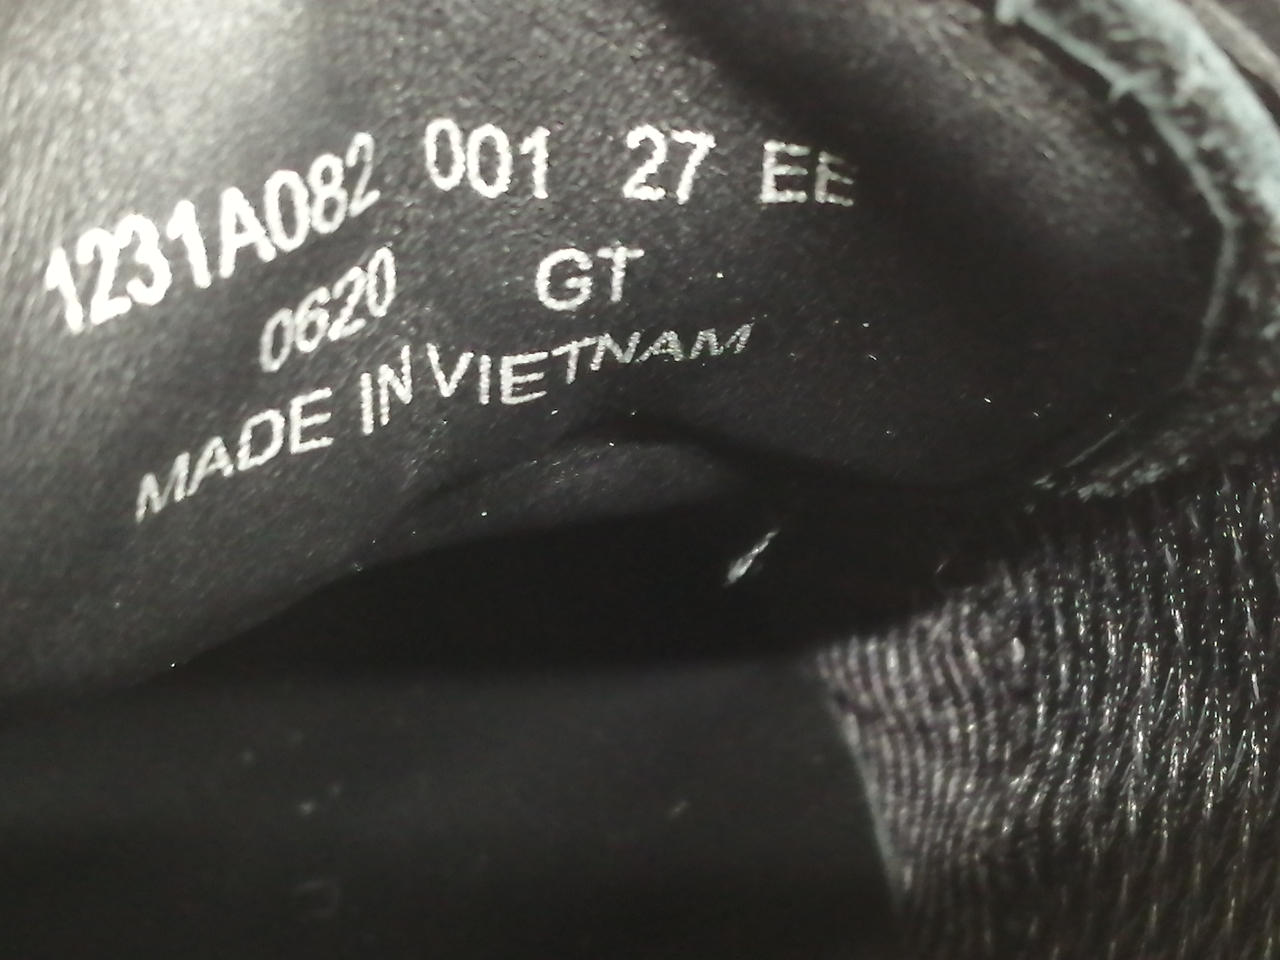 1231A082 001 27 EE
0620 GT
MADE IN VIETNAM